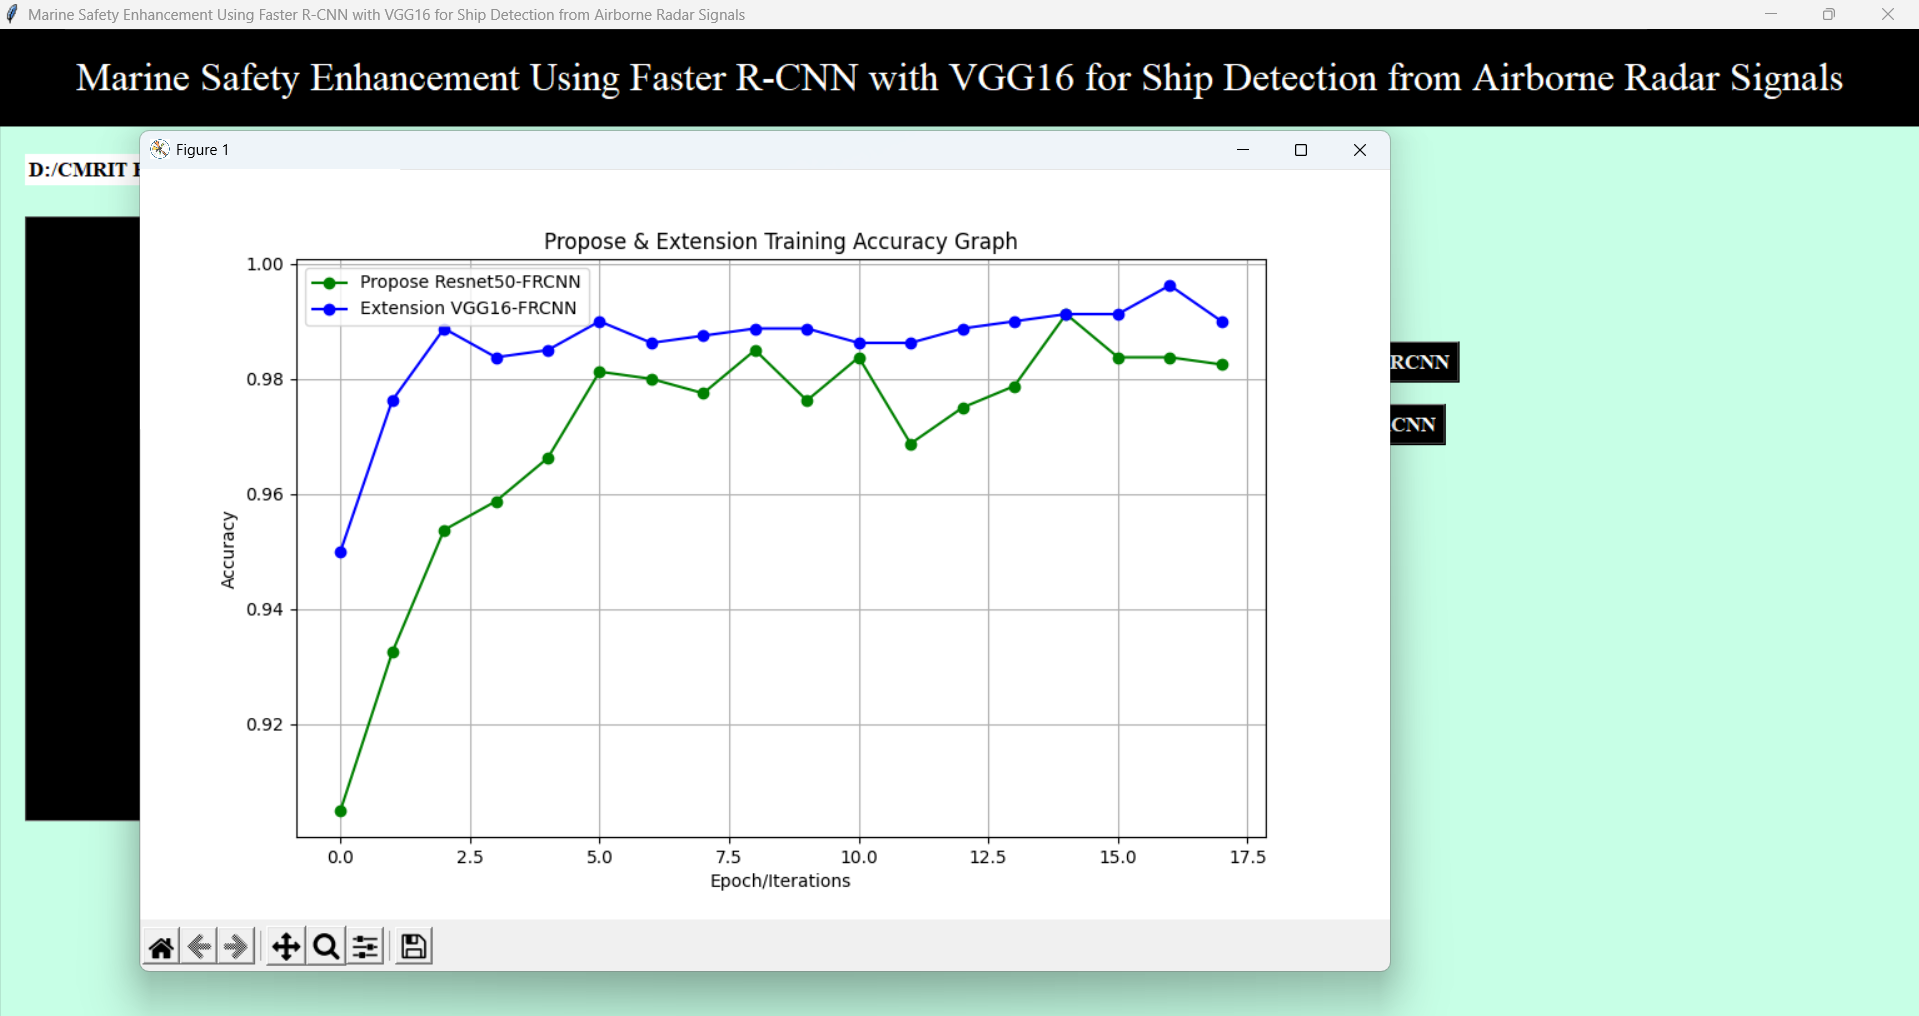 Marine Safety Enhancement Using Faster R-CNN with VGG16 for Ship Detection from Airborne Radar Signals
Marine Safety Enhancement Using Faster R-CNN with VGG16 for Ship Detection from Airborne Radar Signals
D:/CMRIT
Figure 1
Propose & Extension Training Accuracy Graph
Propose Resnet50-FRCNN
Extension VGG16-FRCNN
1.00
0.98
0.96
0.94
0.92
Accuracy
0.0 2.5 5.0 7.5 10.0 12.5 15.0 17.5
Epoch/Iterations
RCNN
CNN